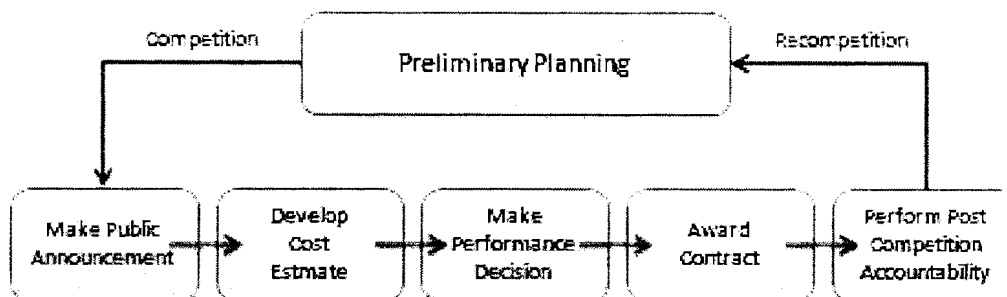 Competition
Preliminary Planning
Recompetition
Make Public
Announcement
Develop
Cost
Estmate
Make
Performance
Decision
Award
Contract
Perform Post
Competition
Accountability